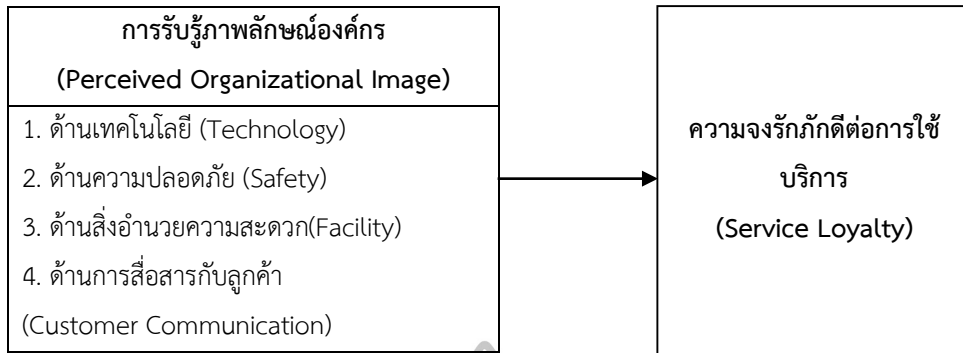 การรับรู้ภาพลักษณ์องค์กร
(Perceived Organizational Image)
1. ด้านเทคโนโลยี (Technology)
2. ด้านความปลอดภัย (Safety)
3. ด้านสิ่งอำนวยความสะดวก(Facility)
4. ด้านการสื่อสารกับลูกค้า
(Customer Communication)
ความจงรักภักดีต่อการใช้
บริการ
(Service Loyalty)